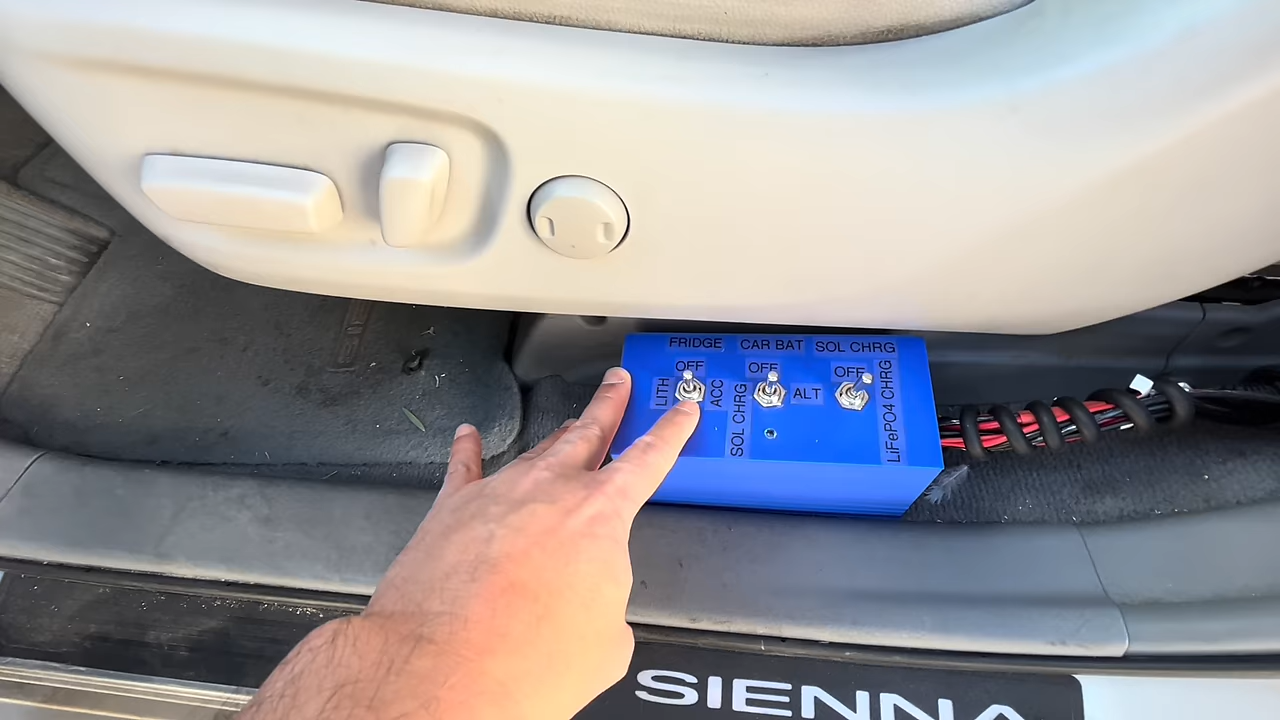 FRIDGE CAR BAT SOL CHRG
OFF OFF OFF
LITH ACC SOL CHRG ALT LiFePO4 CHRG
SIENNA